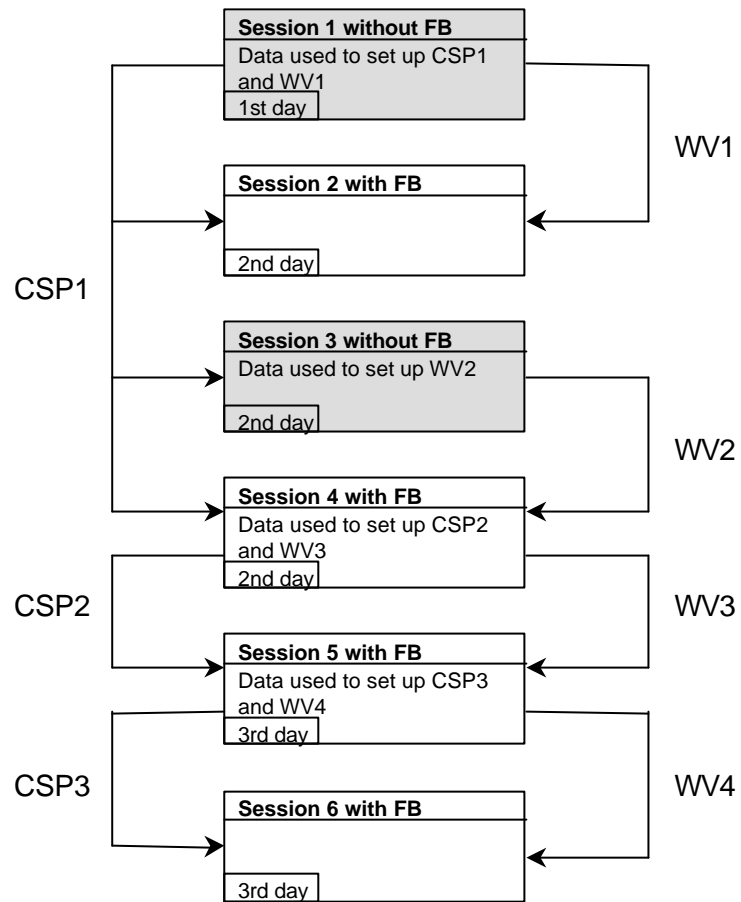 Session 1 without FB
Data used to set up CSP1
and WV1
1st day
WV1
Session 2 with FB
2nd day
CSP1
Session 3 without FB
Data used to set up WV2
2nd day
WV2
Session 4 with FB
Data used to set up CSP2
and WV3
2nd day
CSP2
WV3
Session 5 with FB
Data used to set up CSP3
and WV4
3rd day
CSP3
WV4
Session 6 with FB
3rd day